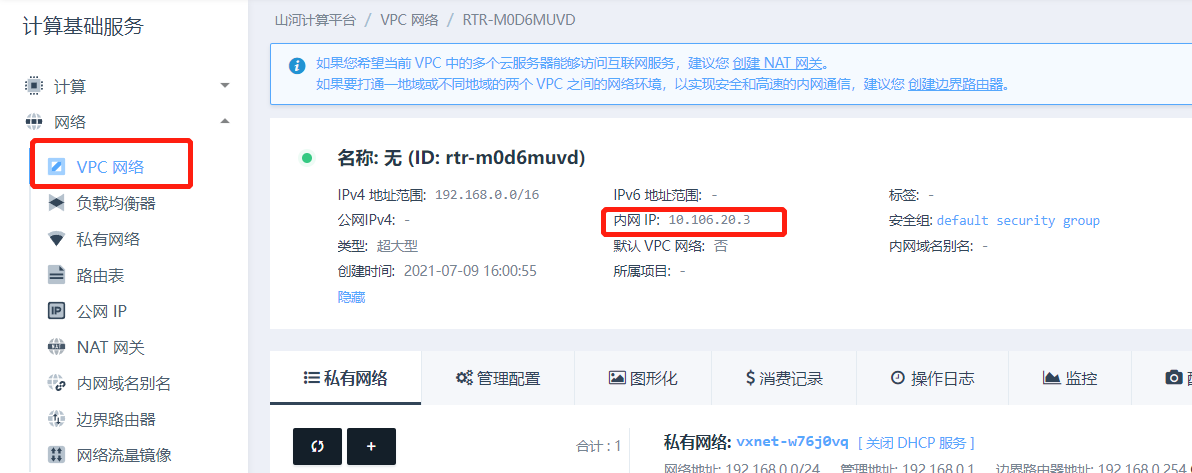 计算基础服务
计算
网络
VPC 网络
负载均衡器
私有网络
路由表
公网 IP
NAT 网关
内网域名别名
边界路由器
网络流量镜像
山河计算平台 / VPC 网络 / RTR-M0D6MUVD
如果您希望当前 VPC 中的多个云服务器能够访问互联网服务，建议您 创建 NAT 网关。
如果要打通一地域或不同地域的两个 VPC 之间的网络环境，以实现安全和高速的内网通信，建议您 创建边界路由器。
名称: 无 (ID: rtr-m0d6muvd)
IPv4 地址范围: 192.168.0.0/16 IPv6 地址范围: - 标签: -
公网IPv4: - 内网 IP: 10.106.20.3 安全组: default security group
类型: 超大型 默认 VPC 网络: 否 内网域名别名: -
创建时间: 2021-07-09 16:00:55 所属项目: -
隐藏
私有网络 管理配置 图形化 消费记录 操作日志 监控
合计 : 1 私有网络: vxnet-w76j0vq [ 关闭 DHCP 服务 ]
网络地址: 192.168.0.0/24 管理地址: 192.168.0.1 边界路由器地址: 192.168.0.254